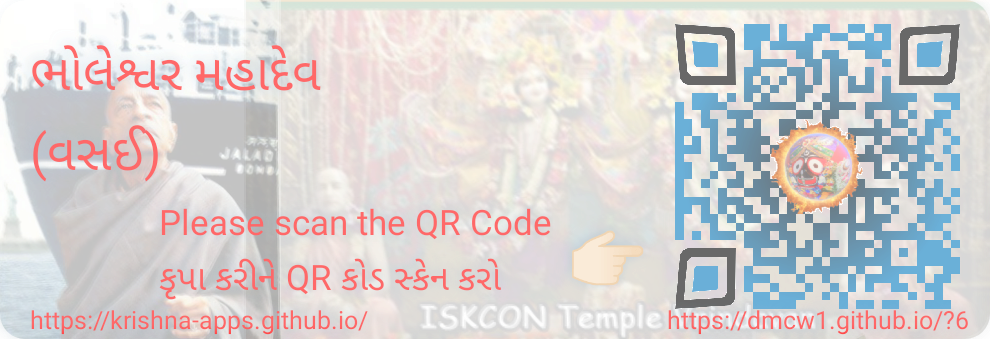 ભોલેશ્વર મહાદેવ
(વસઈ)
JALAD
Please scan the QR Code
કૃપા કરીને QR કોડ સ્કેન કરો
ISKCON Temple
https://krishna-apps.github.io/
https://dmcw1.github.io/?6